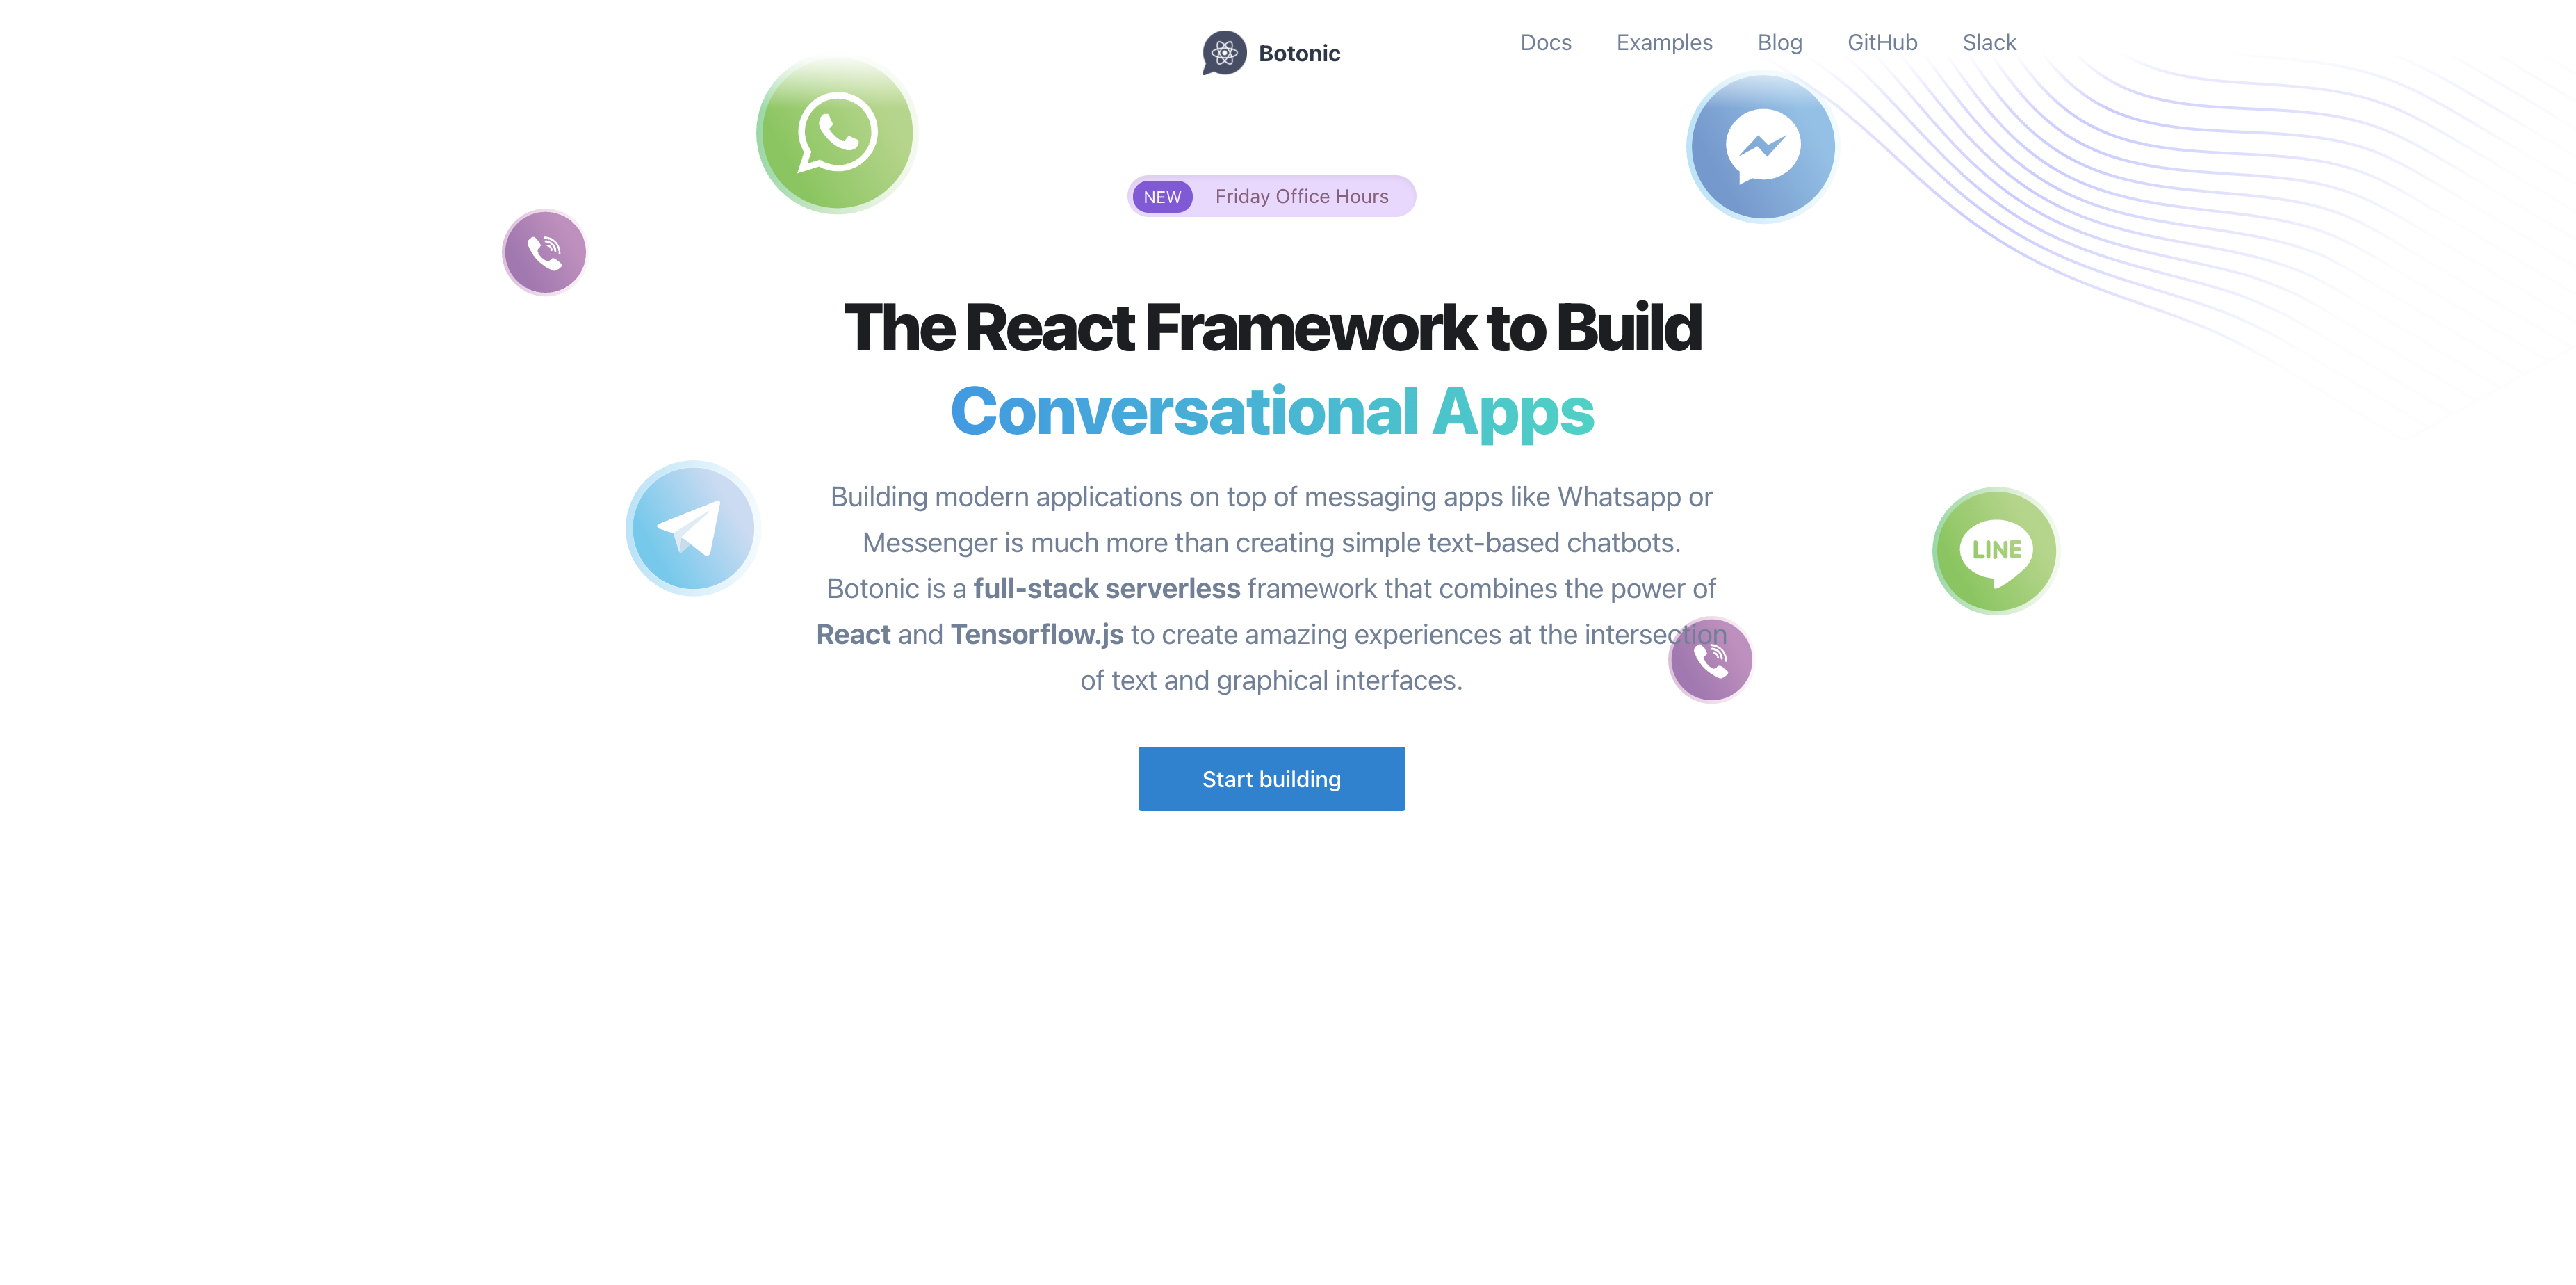 Botonic
Docs Examples Blog GitHub Slack
NEW Friday Office Hours
The React Framework to Build
Conversational Apps
Building modern applications on top of messaging apps like Whatsapp or
Messenger is much more than creating simple text-based chatbots.
Botonic is a full-stack serverless framework that combines the power of
React and Tensorflow.js to create amazing experiences at the intersection
of text and graphical interfaces.
LINE
Start building